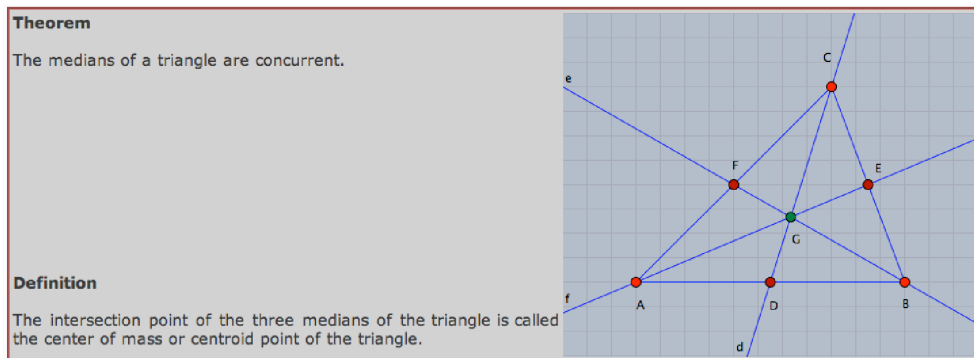 Theorem
The medians of a triangle are concurrent.
C
e
F
E
G
Definition
f
A
D
B
The intersection point of the three medians of the triangle is called
the center of mass or centroid point of the triangle.
d